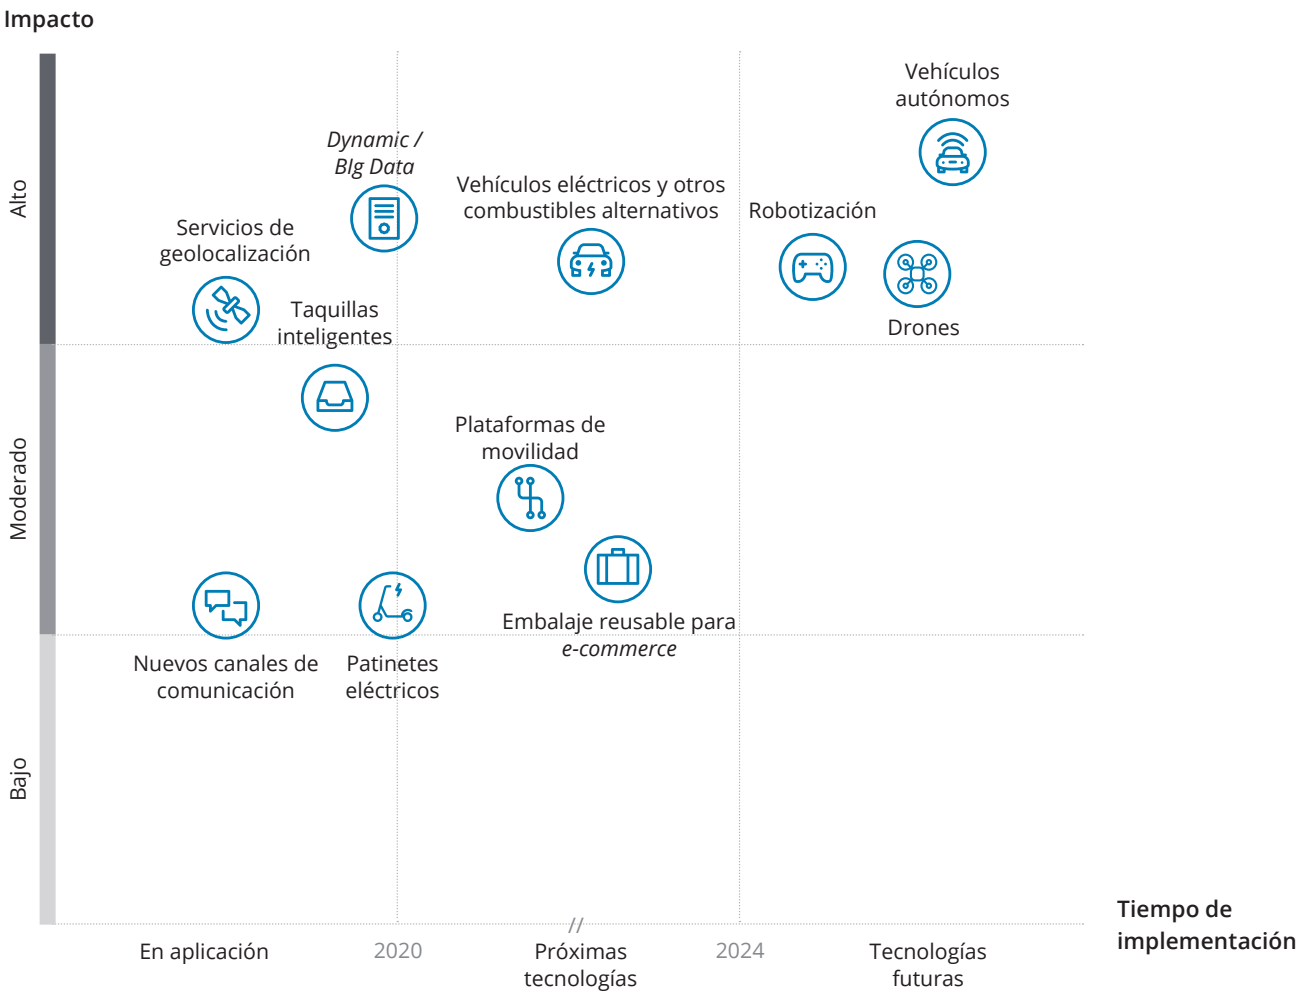 Impacto
Vehículos
autónomos
Dynamic /
BIg Data
Vehículos eléctricos y otros
combustibles alternativos
Robotización
Servicios de
geolocalización
Taquillas
inteligentes
Drones
Plataformas de
movilidad
Embalaje reusable para
e-commerce
Nuevos canales de
comunicación
Patinetes
eléctricos
Alto
Moderado
Bajo
Tiempo de
implementación
//
En aplicación
2020
Próximas
tecnologías
2024
Tecnologías
futuras